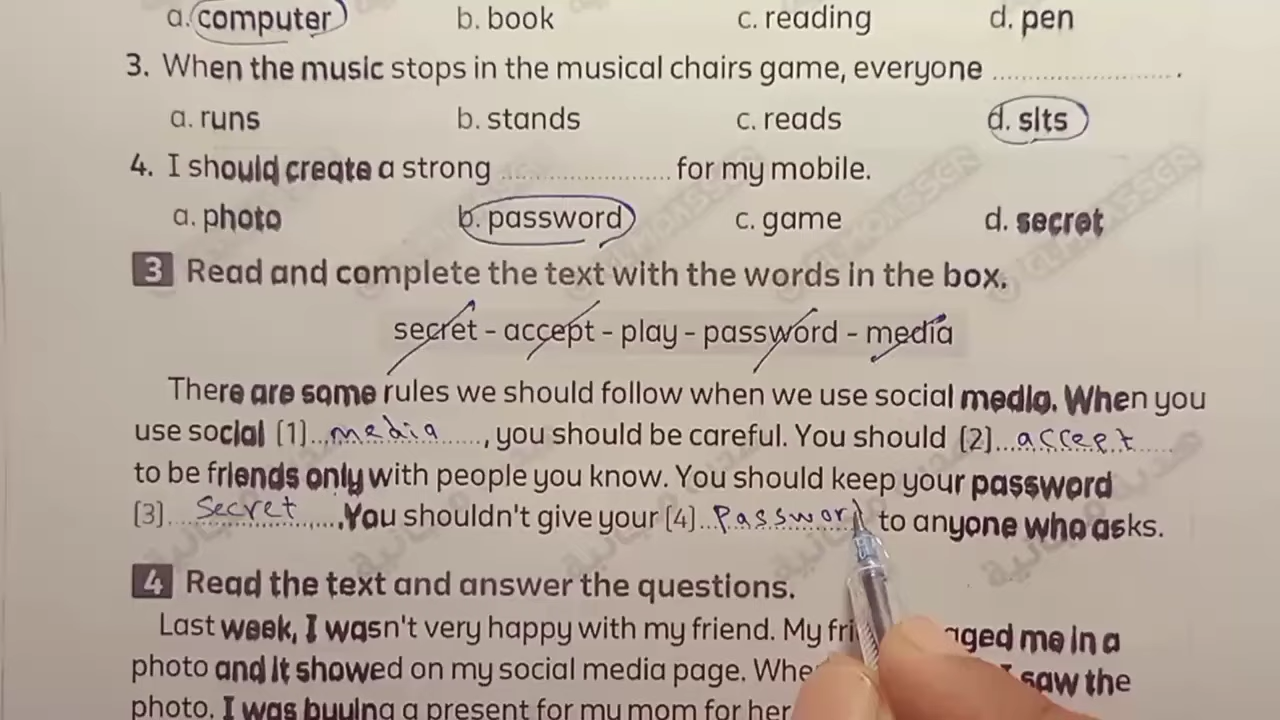 a. computer b. book c. reading d. pen
3. When the music stops in the musical chairs game, everyone .......................... .
a. runs b. stands c. reads d. sits
4. I should create a strong ........................ for my mobile.
a. photo b. password c. game d. secret
3 Read and complete the text with the words in the box.
secret - accept - play - password - media
There are some rules we should follow when we use social media. When you
use social (1) media, you should be careful. You should (2) accept
to be friends only with people you know. You should keep your password
(3) Secret. You shouldn't give your (4) Password to anyone who asks.
4 Read the text and answer the questions.
Last week, I wasn't very happy with my friend. My me in a
photo and it showed on my social media page. I saw the
photo. I was buying a present for my mom for her